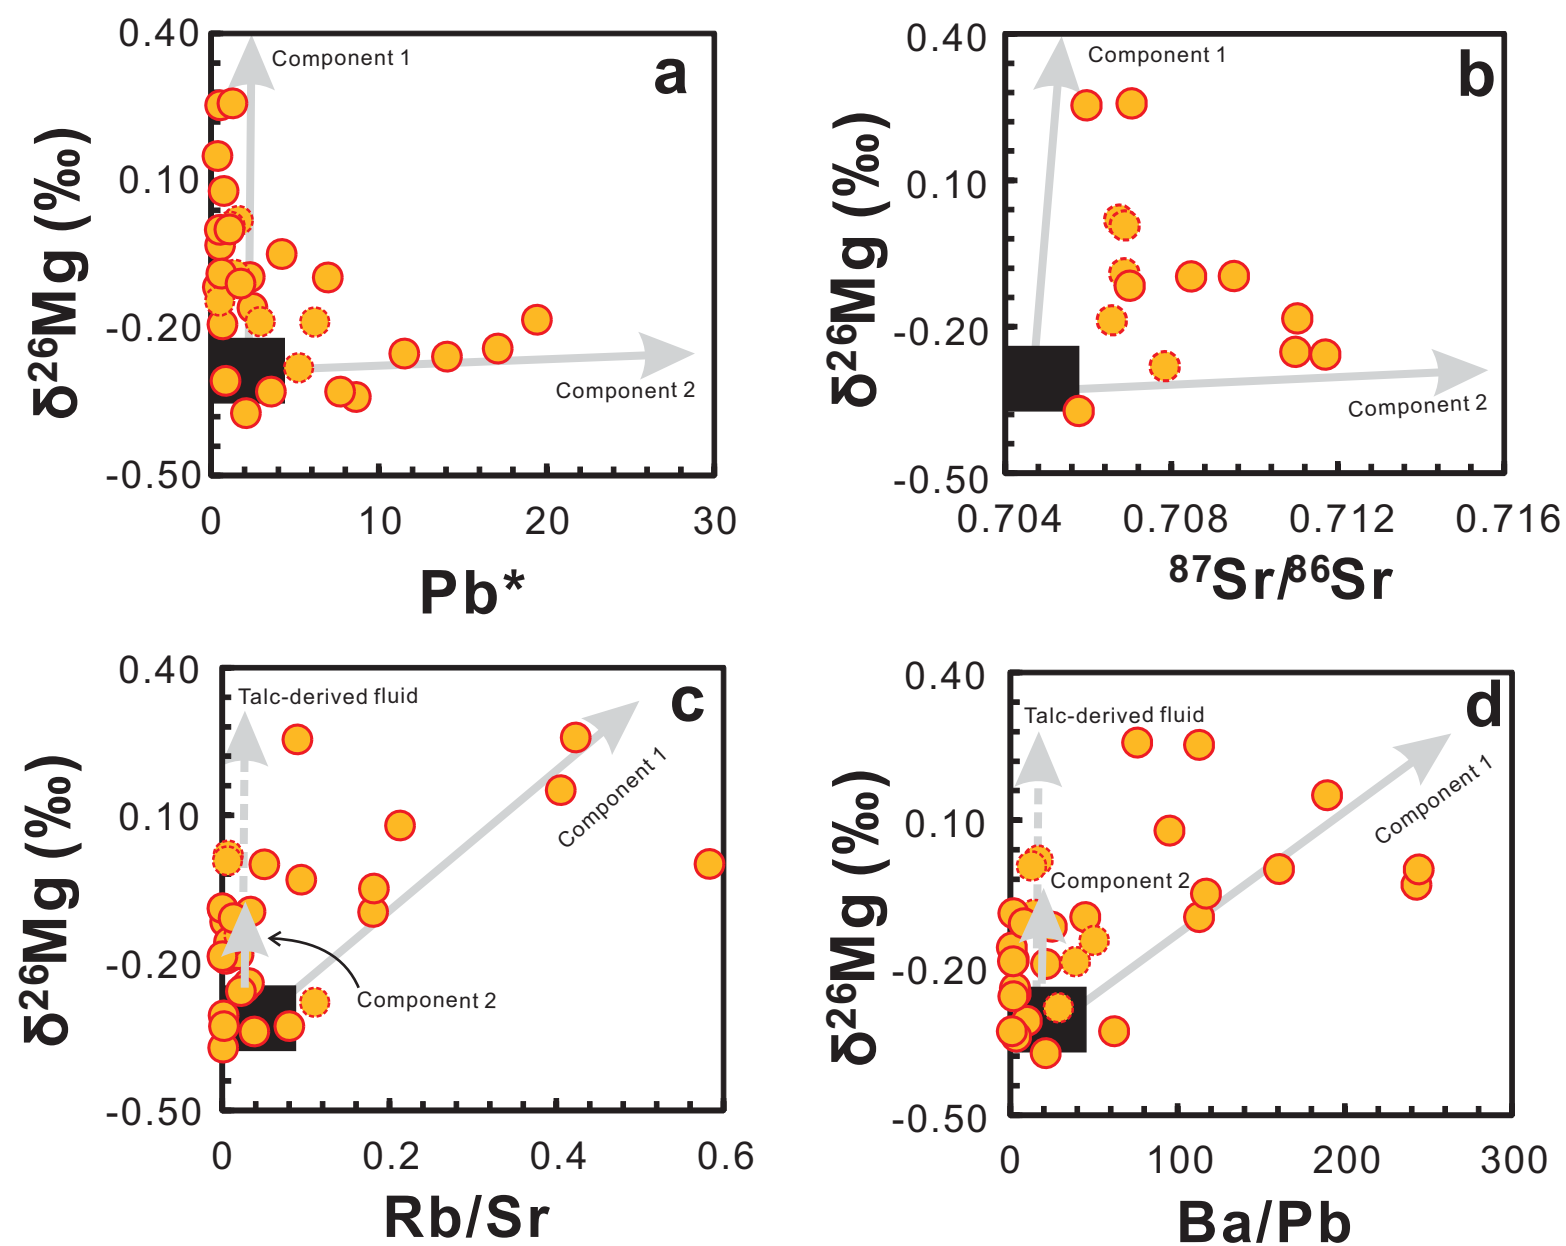 0.40
0.10
-0.20
-0.50
δ26Mg (‰)
Component 1
a
Component 2
0
10
20
30
Pb*
0.40
0.10
-0.20
-0.50
δ26Mg (‰)
Component 1
b
Component 2
0.704
0.708
0.712
0.716
87Sr/86Sr
0.40
0.10
-0.20
-0.50
δ26Mg (‰)
Talc-derived fluid
c
Component 1
Component 2
0
0.2
0.4
0.6
Rb/Sr
0.40
0.10
-0.20
-0.50
δ26Mg (‰)
Talc-derived fluid
d
Component 1
Component 2
0
100
200
300
Ba/Pb